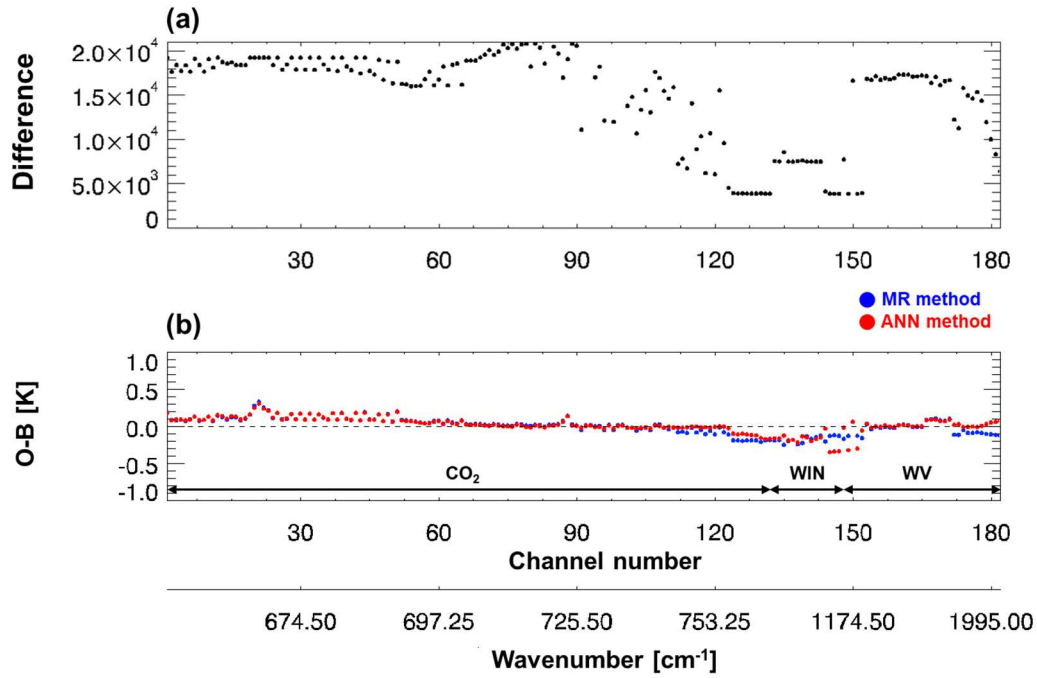 (a)
Difference
2.0×10⁴
1.5×10⁴
1.0×10⁴
5.0×10³
0
30 60 90 120 150 180
MR method
ANN method
(b)
O-B [K]
1.0
0.5
0.0
-0.5
-1.0
CO₂ WIN WV
30 60 90 120 150 180
Channel number
674.50 697.25 725.50 753.25 1174.50 1995.00
Wavenumber [cm⁻¹]